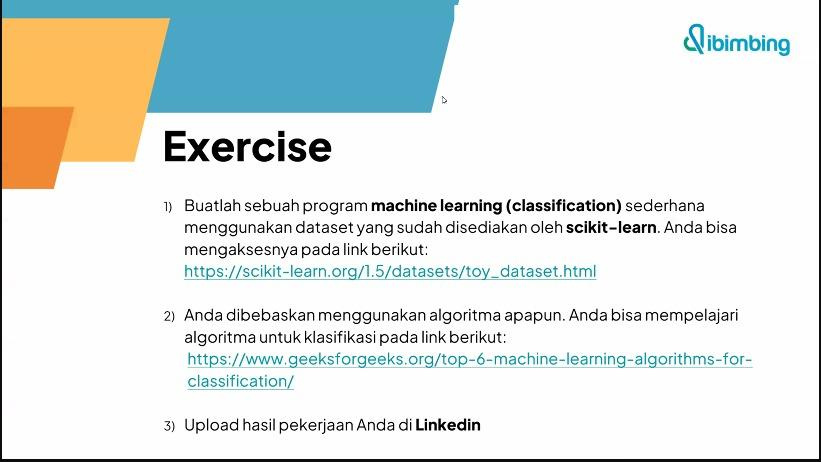 dibimbing
Exercise
1) Buatlah sebuah program machine learning (classification) sederhana
menggunakan dataset yang sudah disediakan oleh scikit-learn. Anda bisa
mengaksesnya pada link berikut:
https://scikit-learn.org/1.5/datasets/toy_dataset.html
2) Anda dibebaskan menggunakan algoritma apapun. Anda bisa mempelajari
algoritma untuk klasifikasi pada link berikut:
https://www.geeksforgeeks.org/top-6-machine-learning-algorithms-for-
classification/
3) Upload hasil pekerjaan Anda di Linkedin